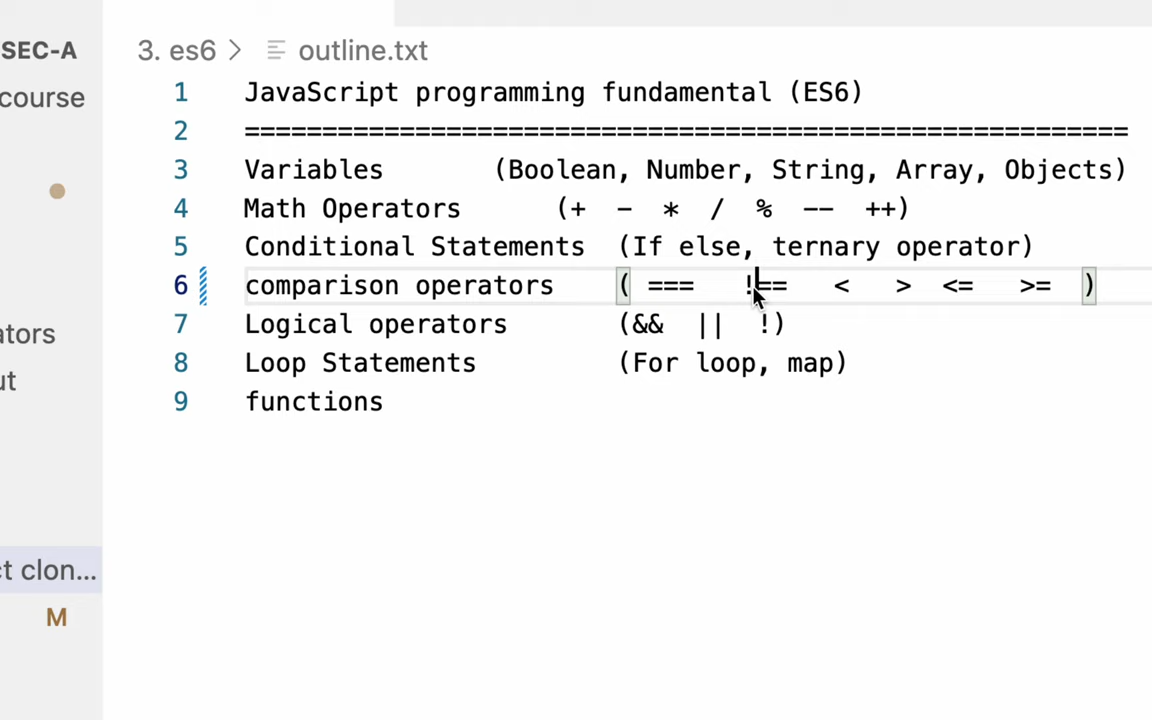 SEC-A
3. es6 > outline.txt
course
1 JavaScript programming fundamental (ES6)
2 =========================================================
3 Variables (Boolean, Number, String, Array, Objects)
4 Math Operators (+ - * / % -- ++)
5 Conditional Statements (If else, ternary operator)
6 comparison operators ( === !== < > <= >= )
7 Logical operators (&& || !)
ators
8 Loop Statements (For loop, map)
ut
9 functions
ct clon...
M